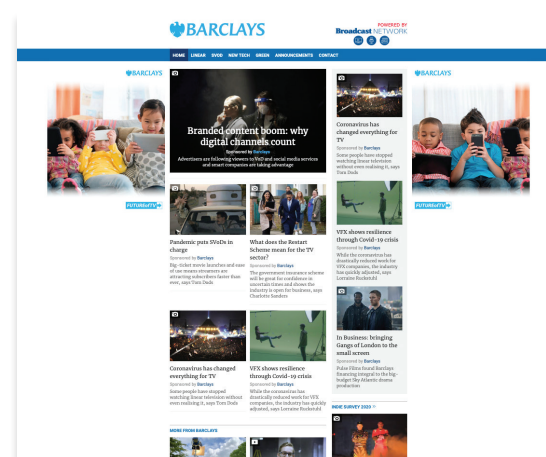 BARCLAYS
POWERED BY
Broadcast NETWORK
HOME LINEAR SVOD NEW TECH GREEN ANNOUNCEMENTS CONTACT
BARCLAYS
FUTUREofTV
Branded content boom: why
digital channels count
Sponsored by Barclays
Advertisers are following viewers to VoD and social media services
and smart companies are taking advantage
Pandemic puts SVoDs in
charge
Sponsored by Barclays
Big-ticket movie launches and ease
of use means streamers are
attracting subscribers faster than
ever, says Tom Dods
What does the Restart
Scheme mean for the TV
sector?
Sponsored by Barclays
The government insurance scheme
will be great for confidence in
uncertain times and shows the
industry is open for business, says
Charlotte Sanders
Coronavirus has changed
everything for TV
Sponsored by Barclays
Some people have stopped
watching linear television without
even realising it, says Tom Dods
VFX shows resilience
through Covid-19 crisis
Sponsored by Barclays
While the coronavirus has
drastically reduced work for VFX
companies, the industry has quickly
adjusted, says Lorraine Ruckstuhl
MORE FROM BARCLAYS
Coronavirus has
changed everything for
TV
Sponsored by Barclays
Some people have stopped
watching linear television
without even realising it, says
Tom Dods
VFX shows resilience
through Covid-19 crisis
Sponsored by Barclays
While the coronavirus has
drastically reduced work for
VFX companies, the industry
has quickly adjusted, says
Lorraine Ruckstuhl
In Business: bringing
Gangs of London to the
small screen
Sponsored by Barclays
Pulse Films found Barclays
financing integral to the big-
budget Sky Atlantic drama
production
INDIE SURVEY 2020
BARCLAYS
FUTUREofTV